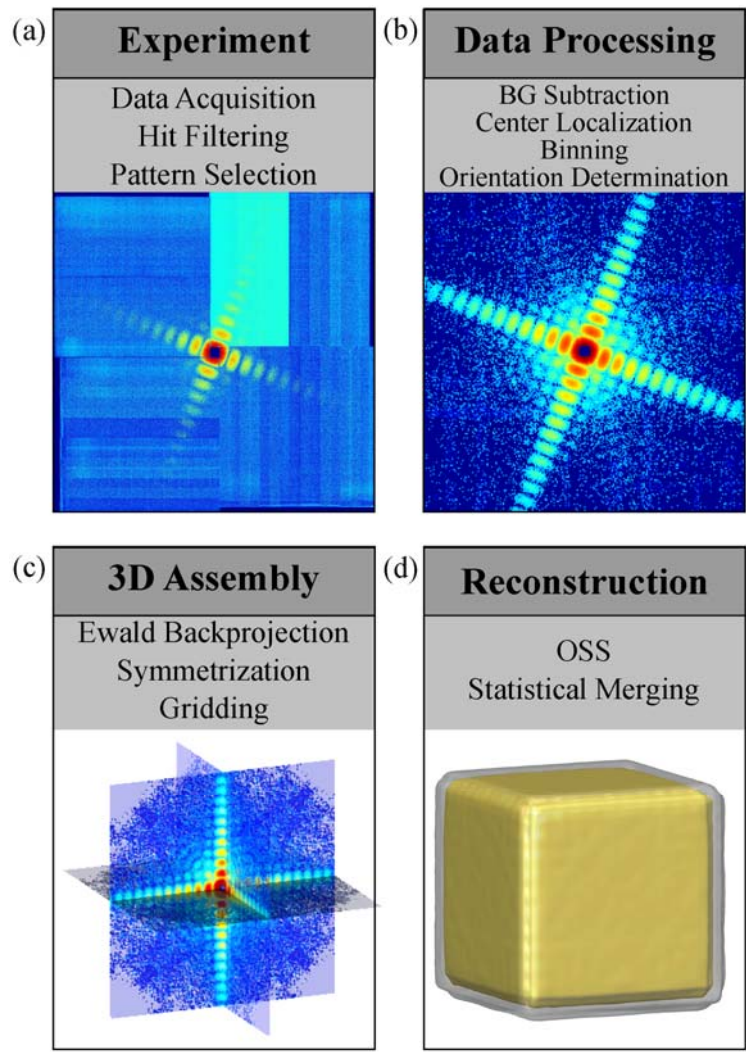 (a)
Experiment
Data Acquisition
Hit Filtering
Pattern Selection
(b)
Data Processing
BG Subtraction
Center Localization
Binning
Orientation Determination
(c)
3D Assembly
Ewald Backprojection
Symmetrization
Gridding
(d)
Reconstruction
OSS
Statistical Merging